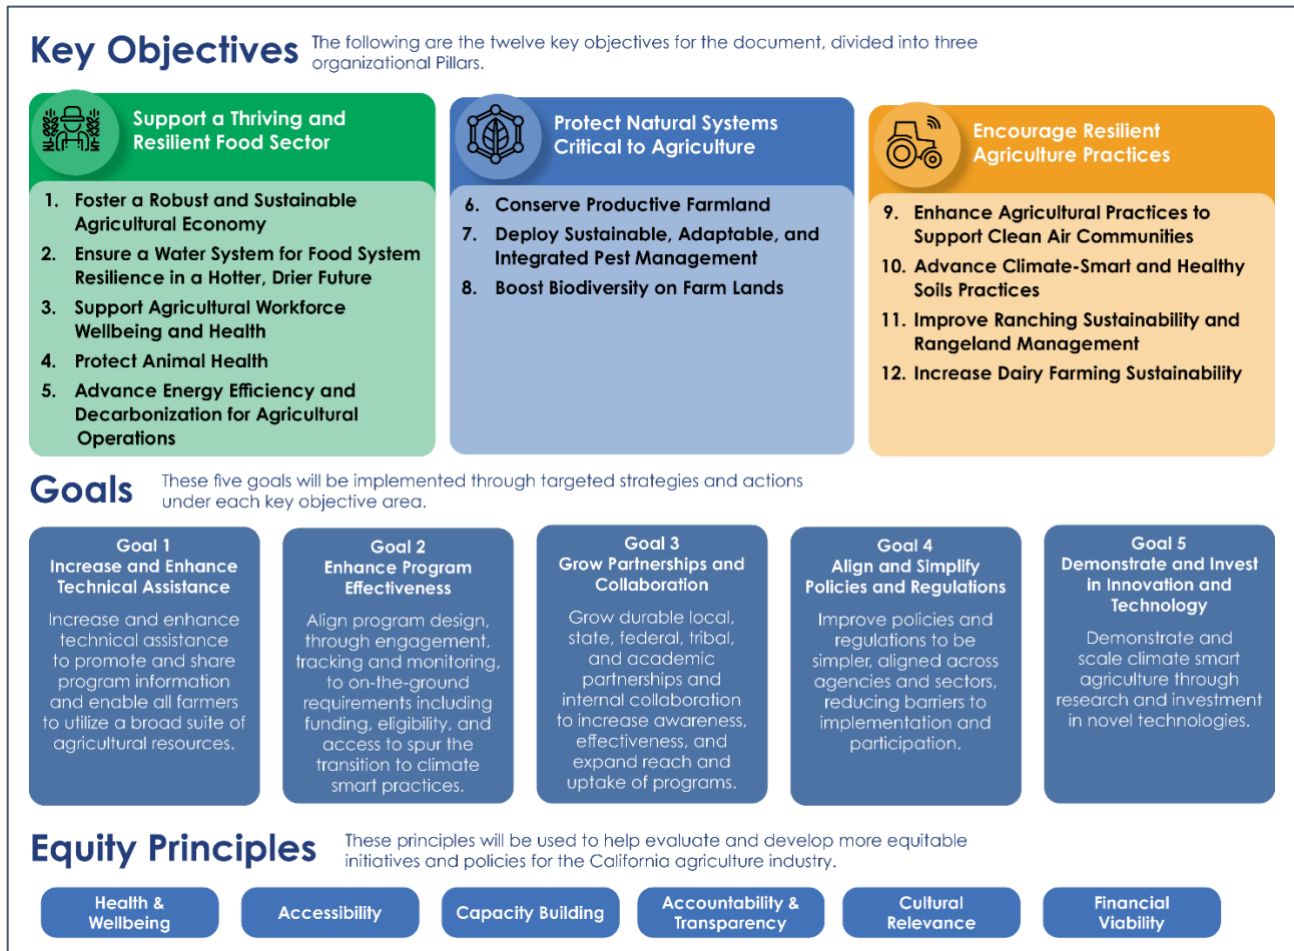 Key Objectives
The following are the twelve key objectives for the document, divided into three
organizational Pillars.
Support a Thriving and
Resilient Food Sector
1. Foster a Robust and Sustainable
Agricultural Economy
2. Ensure a Water System for Food System
Resilience in a Hotter, Drier Future
3. Support Agricultural Workforce
Wellbeing and Health
4. Protect Animal Health
5. Advance Energy Efficiency and
Decarbonization for Agricultural
Operations
Protect Natural Systems
Critical to Agriculture
6. Conserve Productive Farmland
7. Deploy Sustainable, Adaptable, and
Integrated Pest Management
8. Boost Biodiversity on Farm Lands
Encourage Resilient
Agriculture Practices
9. Enhance Agricultural Practices to
Support Clean Air Communities
10. Advance Climate-Smart and Healthy
Soils Practices
11. Improve Ranching Sustainability and
Rangeland Management
12. Increase Dairy Farming Sustainability
Goals
These five goals will be implemented through targeted strategies and actions
under each key objective area.
Goal 1
Increase and Enhance
Technical Assistance
Increase and enhance
technical assistance
to promote and share
program information
and enable all farmers
to utilize a broad suite of
agricultural resources.
Goal 2
Enhance Program
Effectiveness
Align program design,
through engagement,
tracking and monitoring,
to on-the-ground
requirements including
funding, eligibility, and
access to spur the
transition to climate
smart practices.
Goal 3
Grow Partnerships and
Collaboration
Grow durable local,
state, federal, tribal,
and academic
partnerships and
internal collaboration
to increase awareness,
effectiveness, and
expand reach and
uptake of programs.
Goal 4
Align and Simplify
Policies and Regulations
Improve policies and
regulations to be
simpler, aligned across
agencies and sectors,
reducing barriers to
implementation and
participation.
Goal 5
Demonstrate and Invest
in Innovation and
Technology
Demonstrate and
scale climate smart
agriculture through
research and investment
in novel technologies.
Equity Principles
These principles will be used to help evaluate and develop more equitable
initiatives and policies for the California agriculture industry.
Health &
Wellbeing
Accessibility
Capacity Building
Accountability &
Transparency
Cultural
Relevance
Financial
Viability